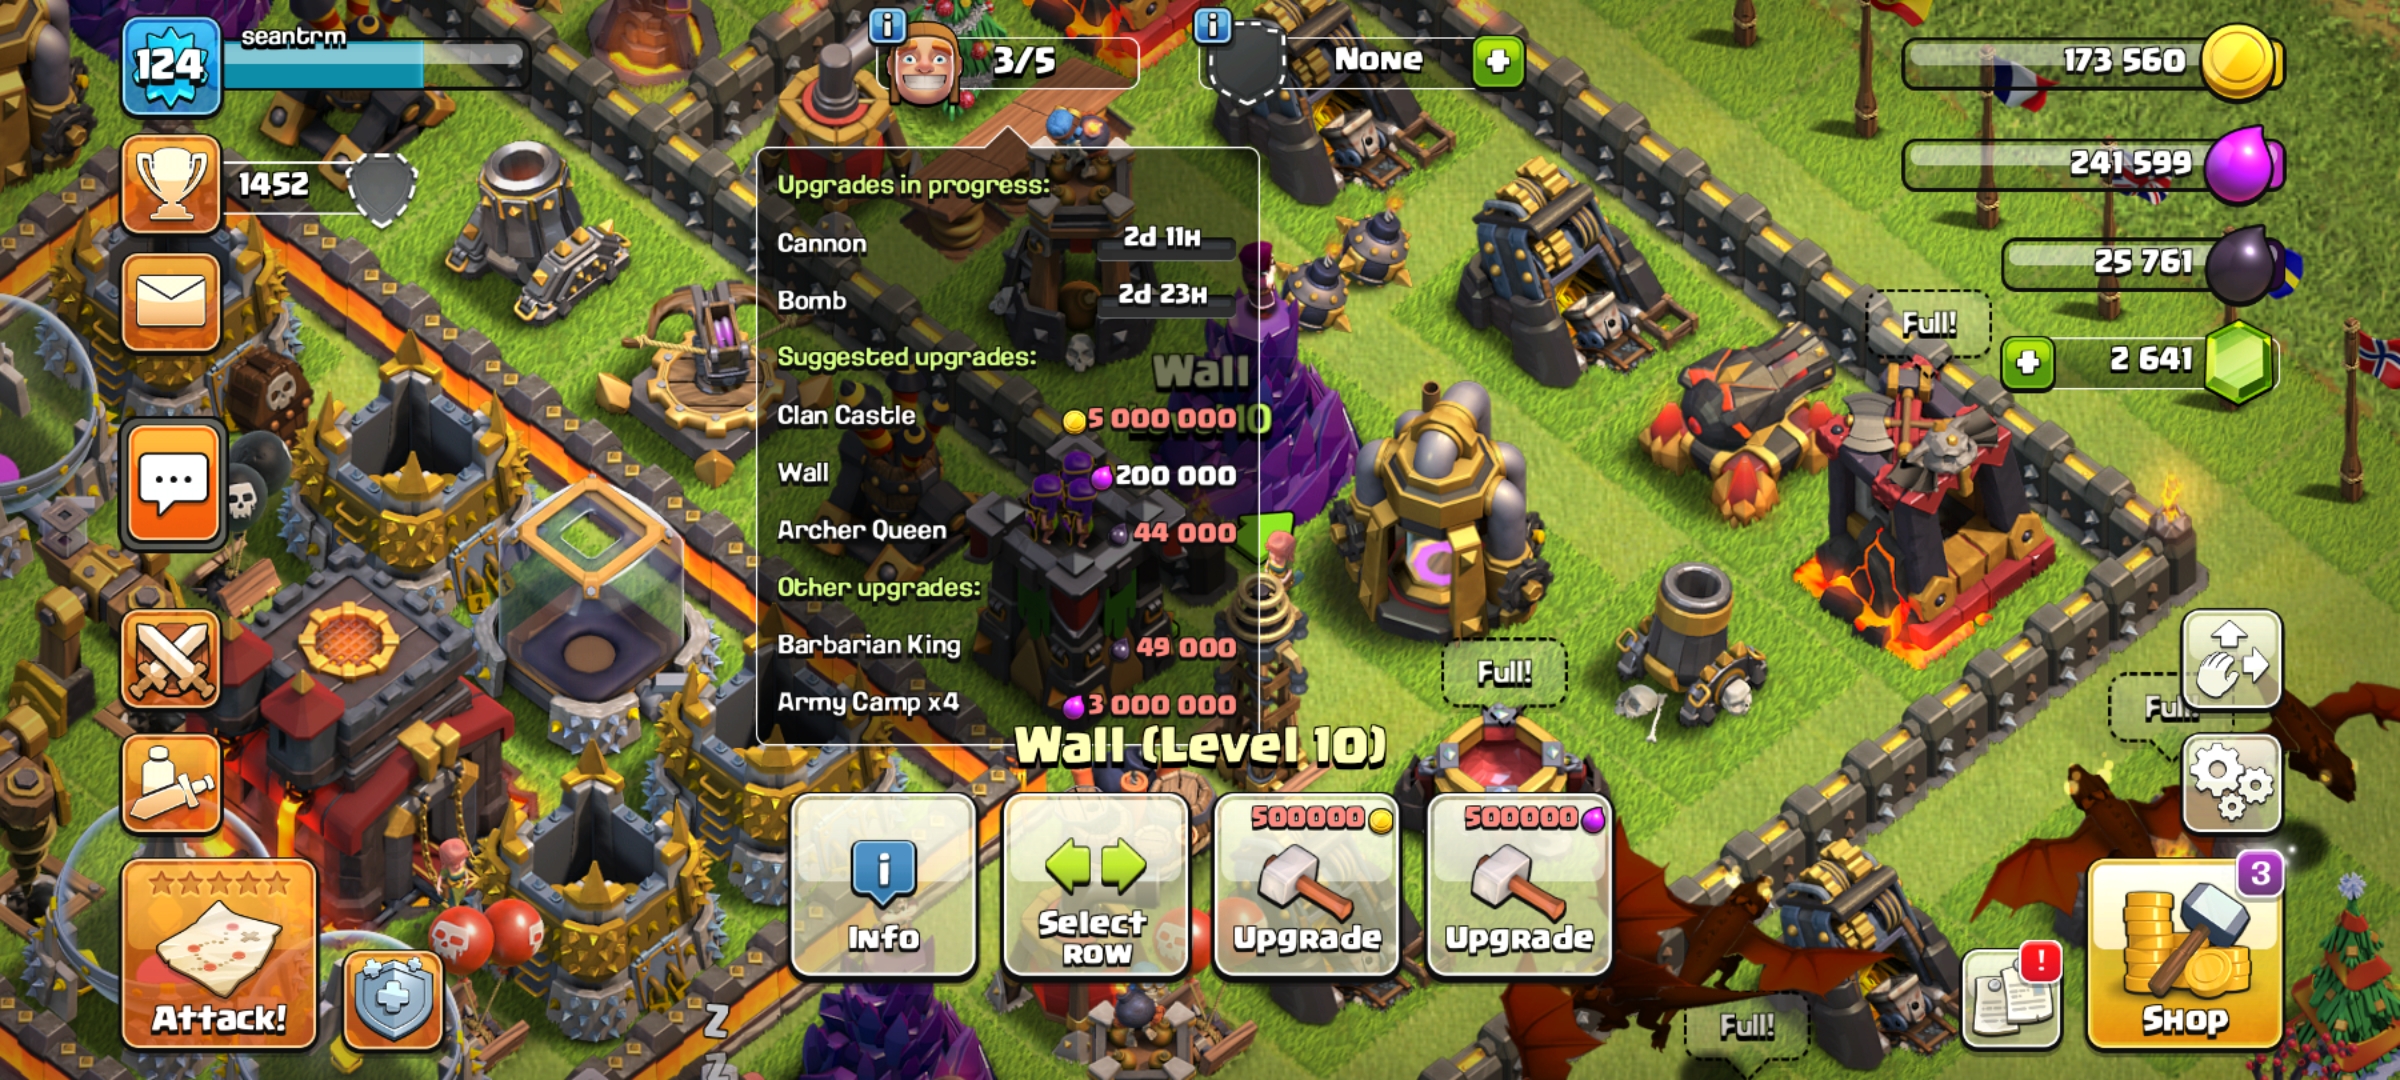 seantrm
124
3/5
None
173 560
1452
241 599
25 761
2 641
Full!
Upgrades in progress:
Cannon 2d 11h
Bomb 2d 23h
Suggested upgrades:
Wall
10
Clan Castle 5 000 000
Wall 200 000
Archer Queen 44 000
Other upgrades:
Barbarian King 49 000
Army Camp x4 3 000 000
Full!
Full!
Wall (Level 10)
500000
500000
Info
Select
Row
Upgrade
Upgrade
Attack!
3
!
Shop
Full!
Z
Z